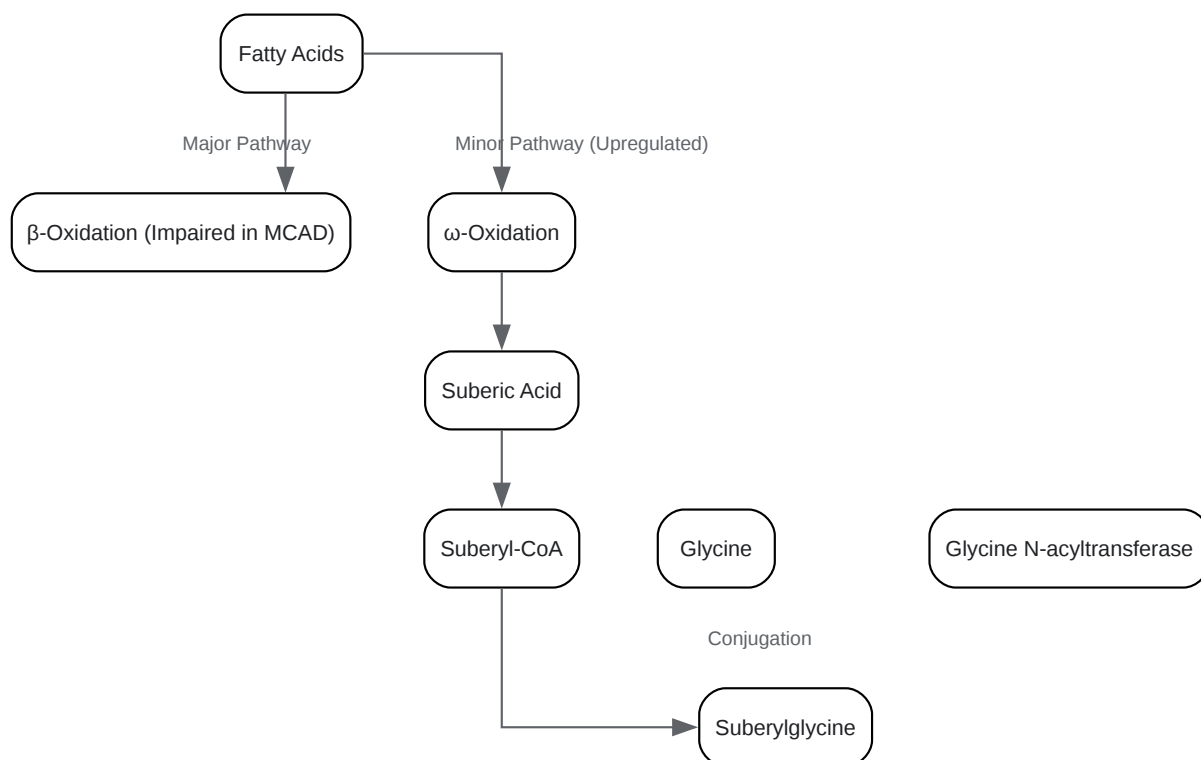 Fatty Acids
Major Pathway
Minor Pathway (Upregulated)
β-Oxidation (Impaired in MCAD)
ω-Oxidation
Suberic Acid
Suberyl-CoA
Glycine
Glycine N-acyltransferase
Conjugation
Suberylglycine